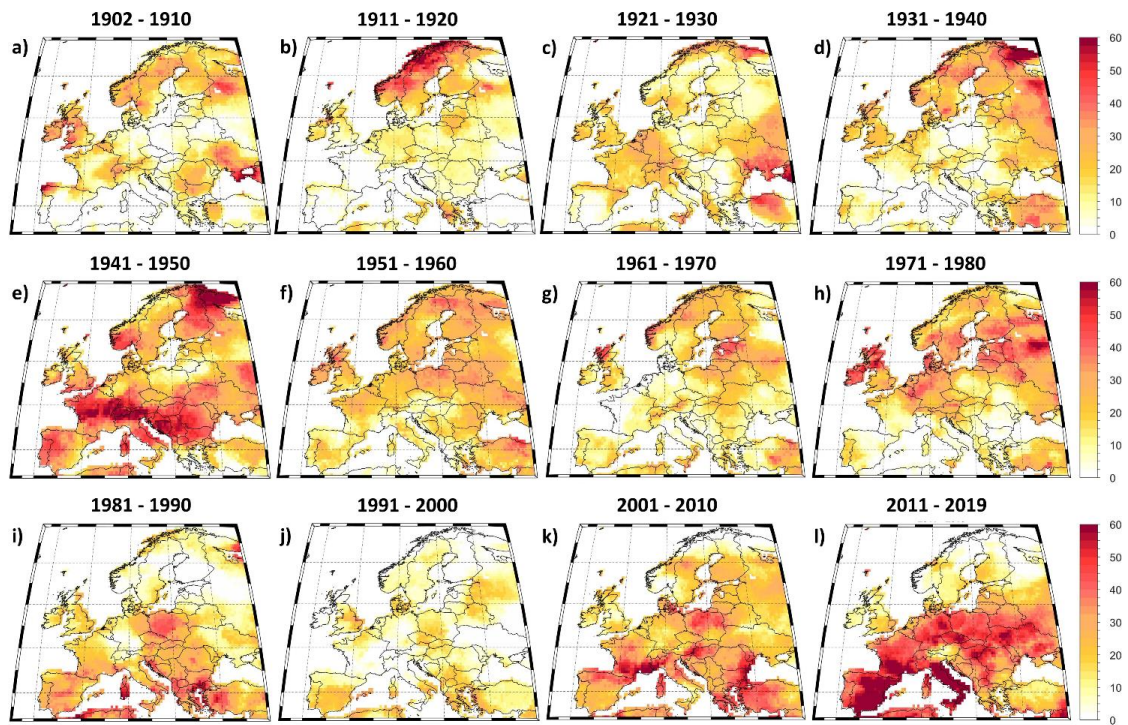 1902 - 1910
1911 - 1920
1921 - 1930
1931 - 1940
a)
b)
c)
d)
60
50
40
30
20
10
0
1941 - 1950
1951 - 1960
1961 - 1970
1971 - 1980
e)
f)
g)
h)
60
50
40
30
20
10
0
1981 - 1990
1991 - 2000
2001 - 2010
2011 - 2019
i)
j)
k)
l)
60
50
40
30
20
10
0